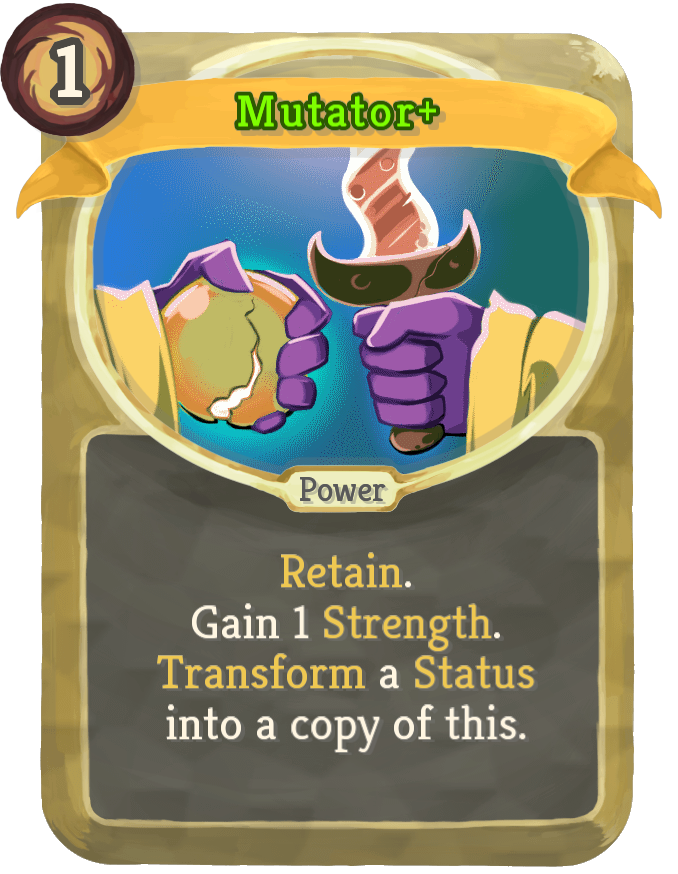 1
Mutator+
Power
Retain.
Gain 1 Strength.
Transform a Status
into a copy of this.